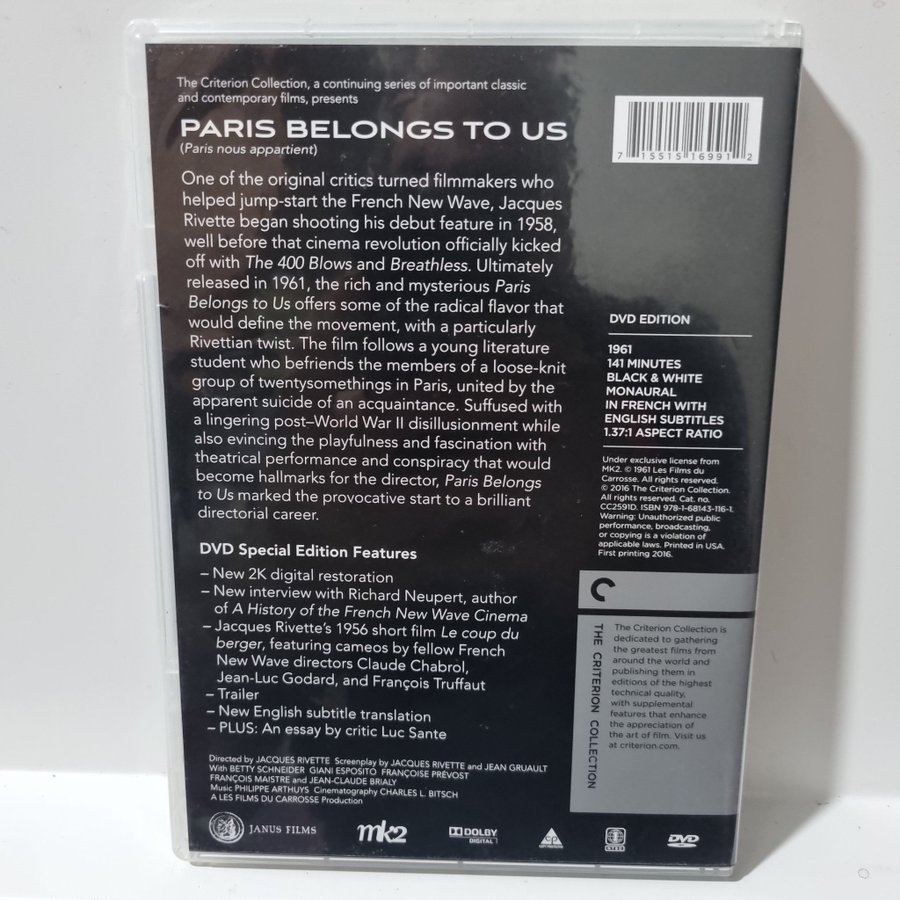 The Criterion Collection, a continuing series of important classic
and contemporary films, presents
PARIS BELONGS TO US
(Paris nous appartient)
One of the original critics turned filmmakers who
helped jump-start the French New Wave, Jacques
Rivette began shooting his debut feature in 1958,
well before that cinema revolution officially kicked
off with The 400 Blows and Breathless. Ultimately
released in 1961, the rich and mysterious Paris
Belongs to Us offers some of the radical flavor that
would define the movement, with a particularly
Rivettian twist. The film follows a young literature
student who befriends the members of a loose-knit
group of twentysomethings in Paris, united by the
apparent suicide of an acquaintance. Suffused with
a lingering post–World War II disillusionment while
also evincing the playfulness and fascination with
theatrical performance and conspiracy that would
become hallmarks for the director, Paris Belongs
to Us marked the provocative start to a brilliant
directorial career.
DVD Special Edition Features
– New 2K digital restoration
– New interview with Richard Neupert, author
of A History of the French New Wave Cinema
– Jacques Rivette's 1956 short film Le coup du
berger, featuring cameos by fellow French
New Wave directors Claude Chabrol,
Jean-Luc Godard, and François Truffaut
– Trailer
– New English subtitle translation
– PLUS: An essay by critic Luc Sante
Directed by JACQUES RIVETTE Screenplay by JACQUES RIVETTE and JEAN GRUAULT
With BETTY SCHNEIDER GIANI ESPOSITO FRANÇOISE PRÉVOST
FRANÇOIS MAISTRE and JEAN-CLAUDE BRIALY
Music PHILIPPE ARTHUYS Cinematography CHARLES L. BITSCH
A LES FILMS DU CARROSSE Production
JANUS FILMS
mk2
DOLBY
DIGITAL
DVD
7 15515 16991 2
DVD EDITION
1961
141 MINUTES
BLACK & WHITE
MONAURAL
IN FRENCH WITH
ENGLISH SUBTITLES
1.37:1 ASPECT RATIO
Under exclusive license from
MK2. © 1961 Les Films du
Carrosse. All rights reserved.
© 2016 The Criterion Collection.
All rights reserved. Cat. no.
CC2591D. ISBN 978-1-68143-116-1.
Warning: Unauthorized public
performance, broadcasting,
or copying is a violation of
applicable laws. Printed in USA.
First printing 2016.
THE CRITERION COLLECTION
The Criterion Collection is
dedicated to gathering
the greatest films from
around the world and
publishing them in
editions of the highest
technical quality,
with supplemental
features that enhance
the appreciation of
the art of film. Visit us
at criterion.com.